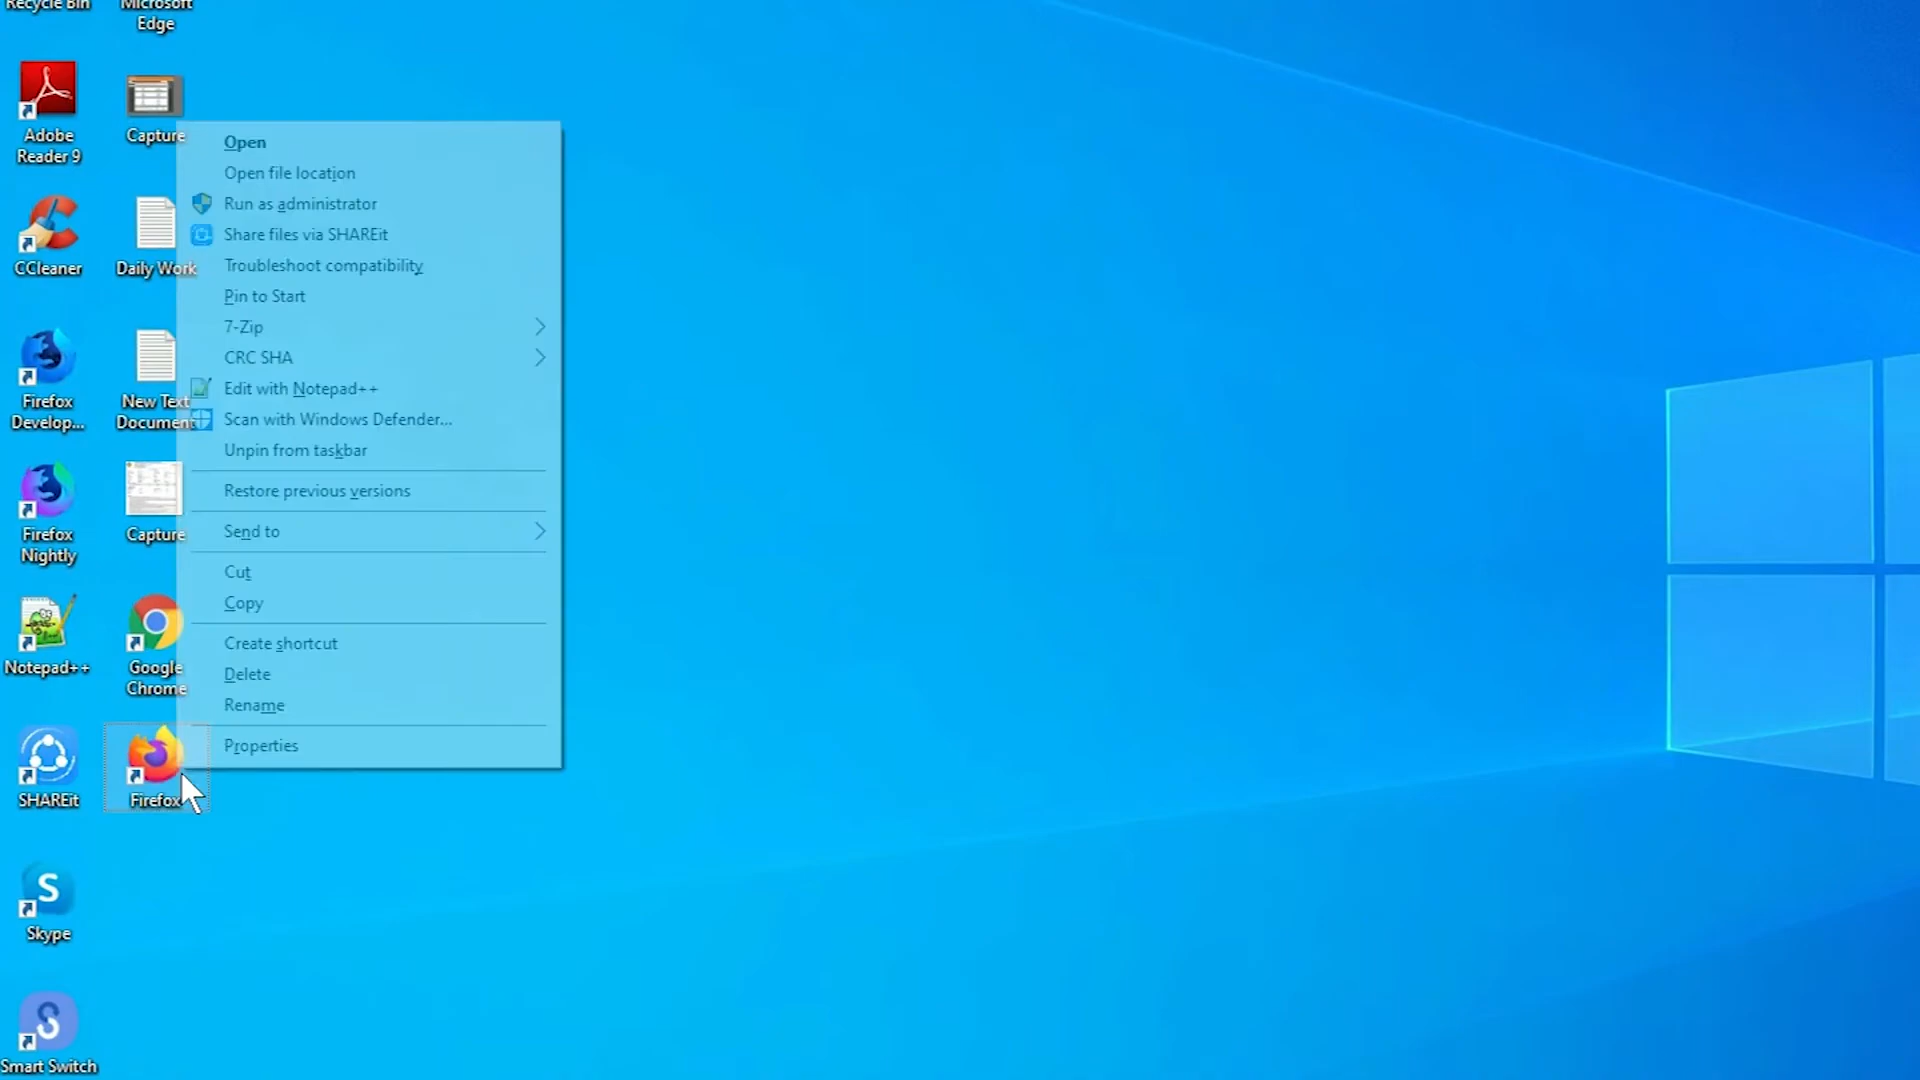 Recycle Bin
Microsoft
Edge
Adobe
Reader 9
Capture
CCleaner
Daily Work
Firefox
Develop...
New Text
Document
Firefox
Nightly
Capture
Notepad++
Google
Chrome
SHAREit
Firefox
Skype
Smart Switch
Open
Open file location
Run as administrator
Share files via SHAREit
Troubleshoot compatibility
Pin to Start
7-Zip
CRC SHA
Edit with Notepad++
Scan with Windows Defender...
Unpin from taskbar
Restore previous versions
Send to
Cut
Copy
Create shortcut
Delete
Rename
Properties